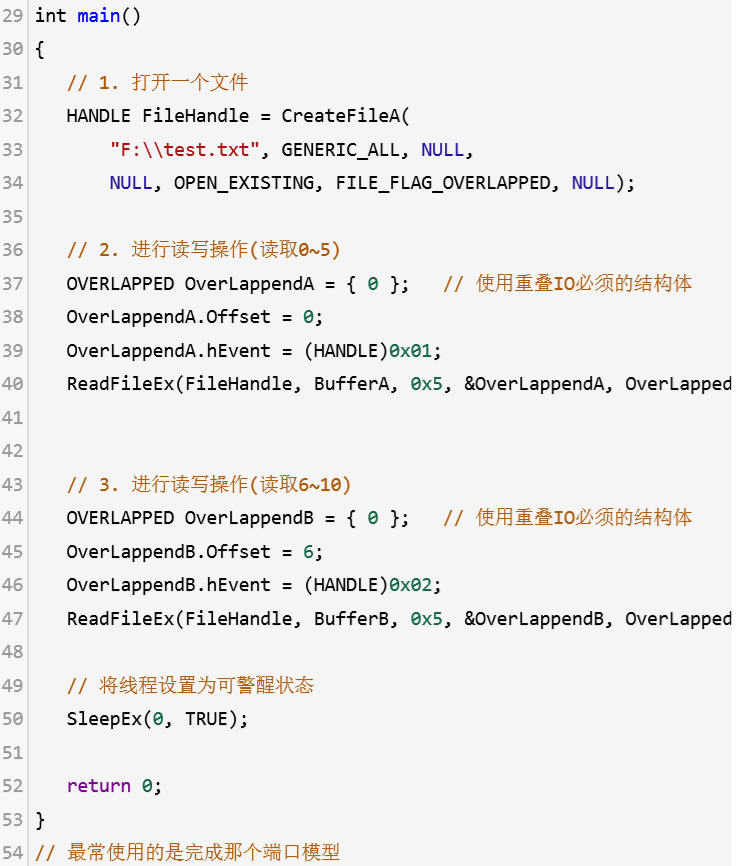 29 int main()
30 {
31 // 1. 打开一个文件
32 HANDLE FileHandle = CreateFileA(
33 "F:\\test.txt", GENERIC_ALL, NULL,
34 NULL, OPEN_EXISTING, FILE_FLAG_OVERLAPPED, NULL);
35
36 // 2. 进行读写操作(读取0~5)
37 OVERLAPPED OverLappendA = { 0 }; // 使用重叠IO必须的结构体
38 OverLappendA.Offset = 0;
39 OverLappendA.hEvent = (HANDLE)0x01;
40 ReadFileEx(FileHandle, BufferA, 0x5, &OverLappendA, OverLapped
41
42
43 // 3. 进行读写操作(读取6~10)
44 OVERLAPPED OverLappendB = { 0 }; // 使用重叠IO必须的结构体
45 OverLappendB.Offset = 6;
46 OverLappendB.hEvent = (HANDLE)0x02;
47 ReadFileEx(FileHandle, BufferB, 0x5, &OverLappendB, OverLapped
48
49 // 将线程设置为可警醒状态
50 SleepEx(0, TRUE);
51
52 return 0;
53 }
54 // 最常使用的是完成那个端口模型